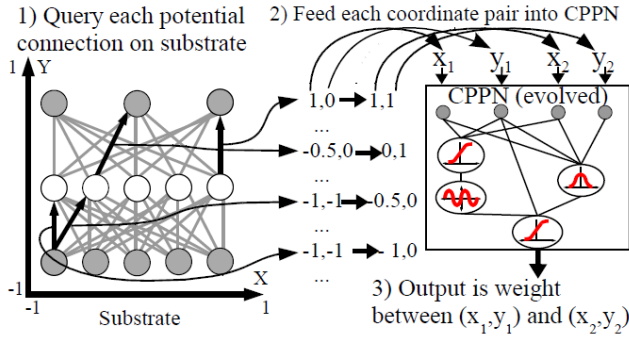 1) Query each potential
connection on substrate
2) Feed each coordinate pair into CPPN
1 Y
-1
-1
X
1
Substrate
1,0 1,1
...
-0.5,0 0,1
...
-1,-1 -0.5,0
...
-1,-1 - 1,0
...
x1 y1 x2 y2
CPPN (evolved)
3) Output is weight
between (x1,y1) and (x2,y2)